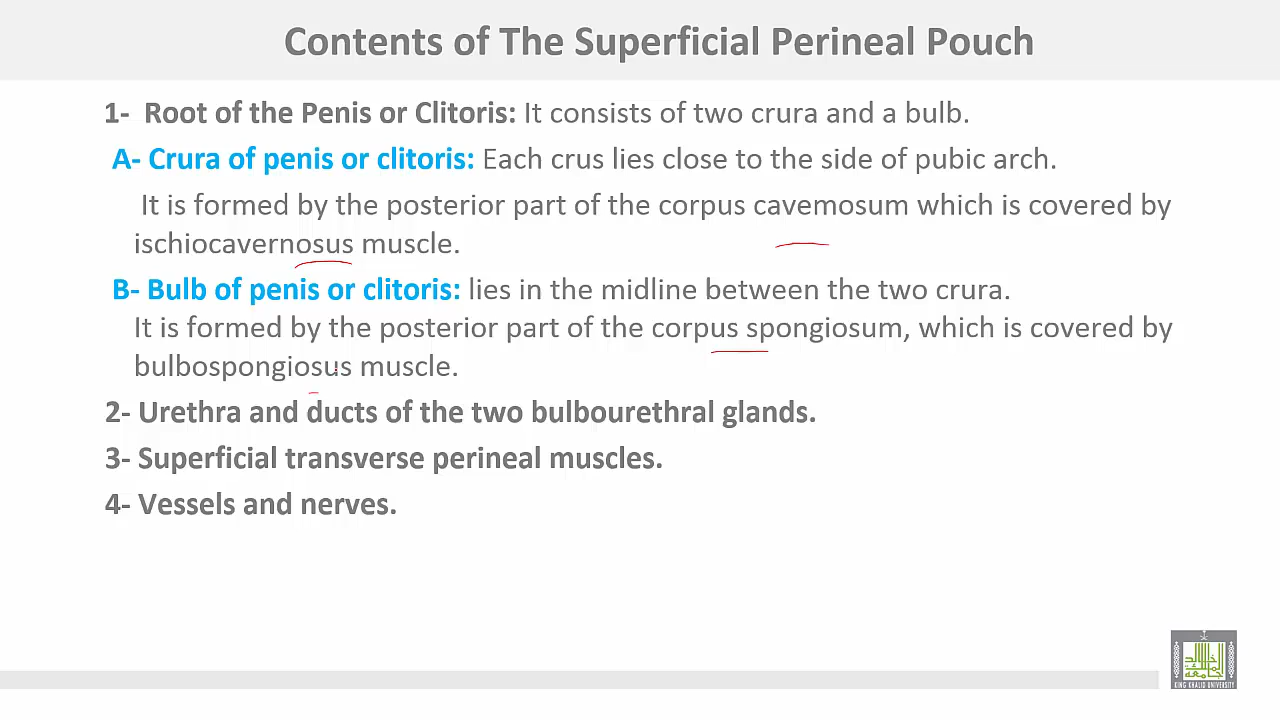 Contents of The Superficial Perineal Pouch
1- Root of the Penis or Clitoris: It consists of two crura and a bulb.
A- Crura of penis or clitoris: Each crus lies close to the side of pubic arch.
It is formed by the posterior part of the corpus cavemosum which is covered by
ischiocavernosus muscle.
B- Bulb of penis or clitoris: lies in the midline between the two crura.
It is formed by the posterior part of the corpus spongiosum, which is covered by
bulbospongiosus muscle.
2- Urethra and ducts of the two bulbourethral glands.
3- Superficial transverse perineal muscles.
4- Vessels and nerves.
KING KHALID UNIVERSITY